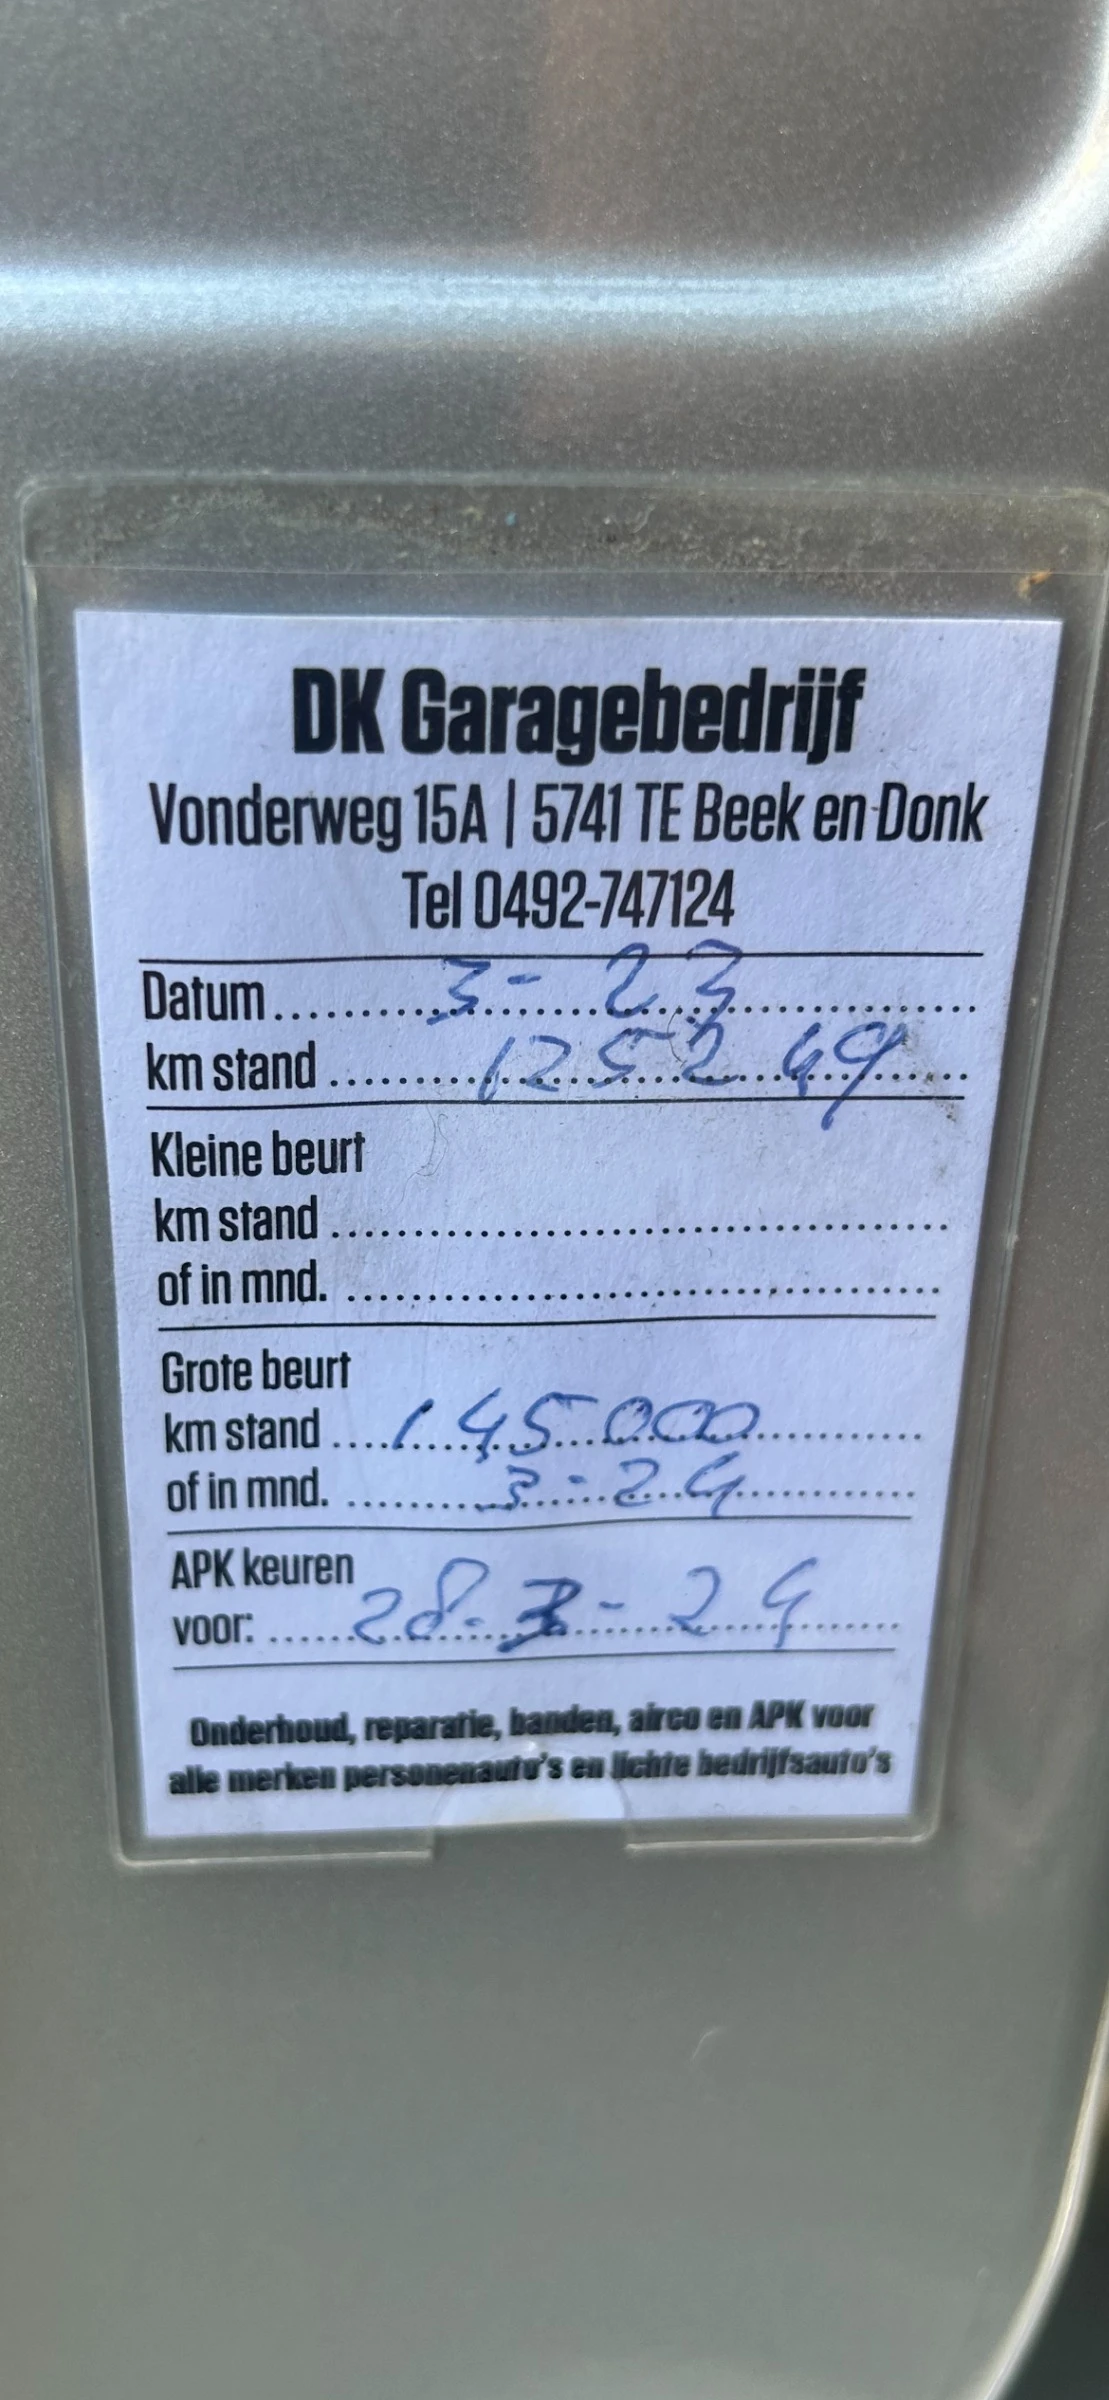 DK Garagebedrijf
Vonderweg 15A | 5741 TE Beek en Donk
Tel 0492-747124
Datum 3-23
km stand 125249
Kleine beurt
km stand
of in mnd.
Grote beurt
km stand 145000
of in mnd. 3-24
APK keuren
voor: 28-3-24
Onderhoud, reparatie, banden, airco en APK voor
alle merken personenauto's en lichte bedrijfsauto's